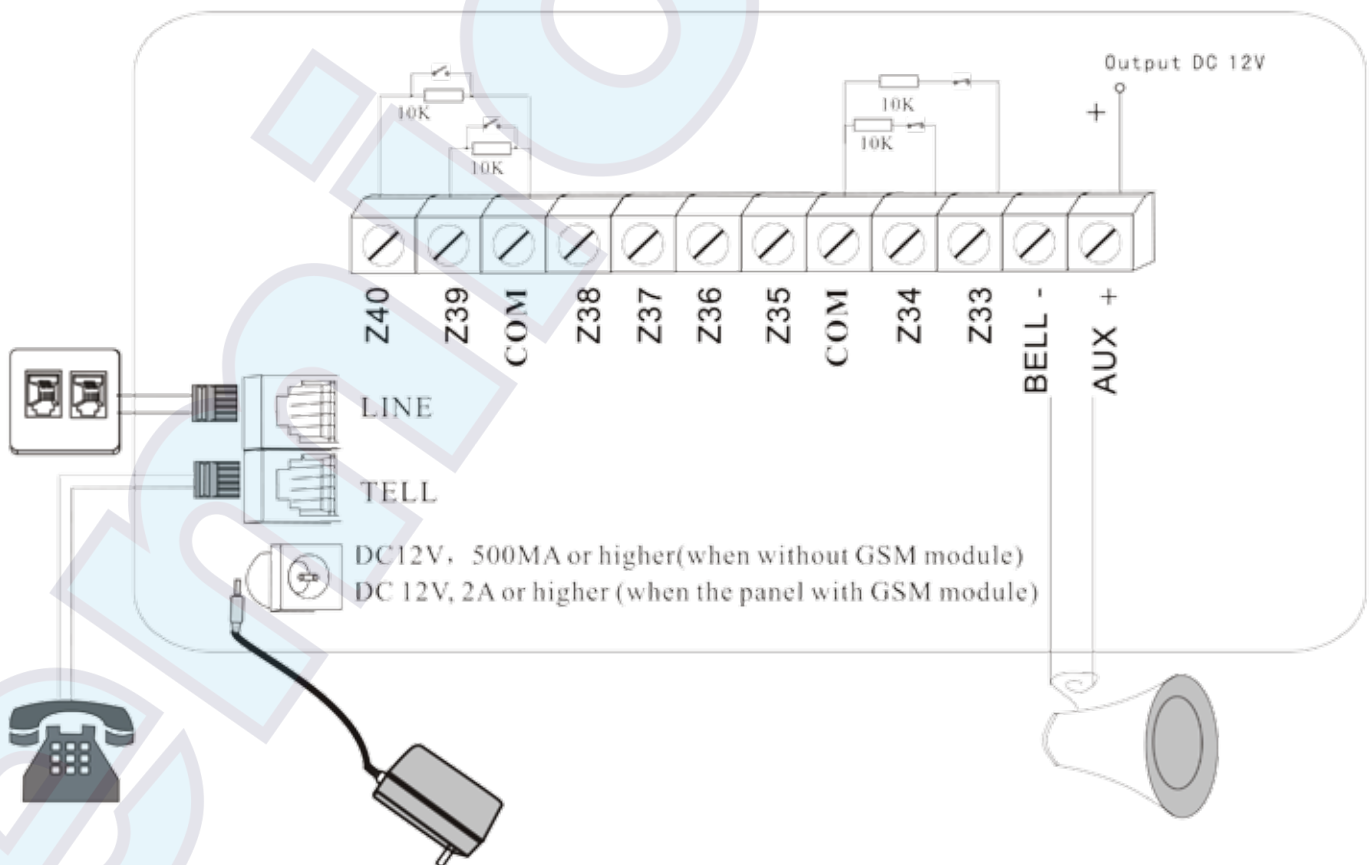 Output DC 12V
+
10K
10K
10K
10K
Z40
Z39
COM
Z38
Z37
Z36
Z35
COM
Z34
Z33
BELL -
AUX +
LINE
TELL
DC12V，500MA or higher(when without GSM module)
DC 12V, 2A or higher (when the panel with GSM module)